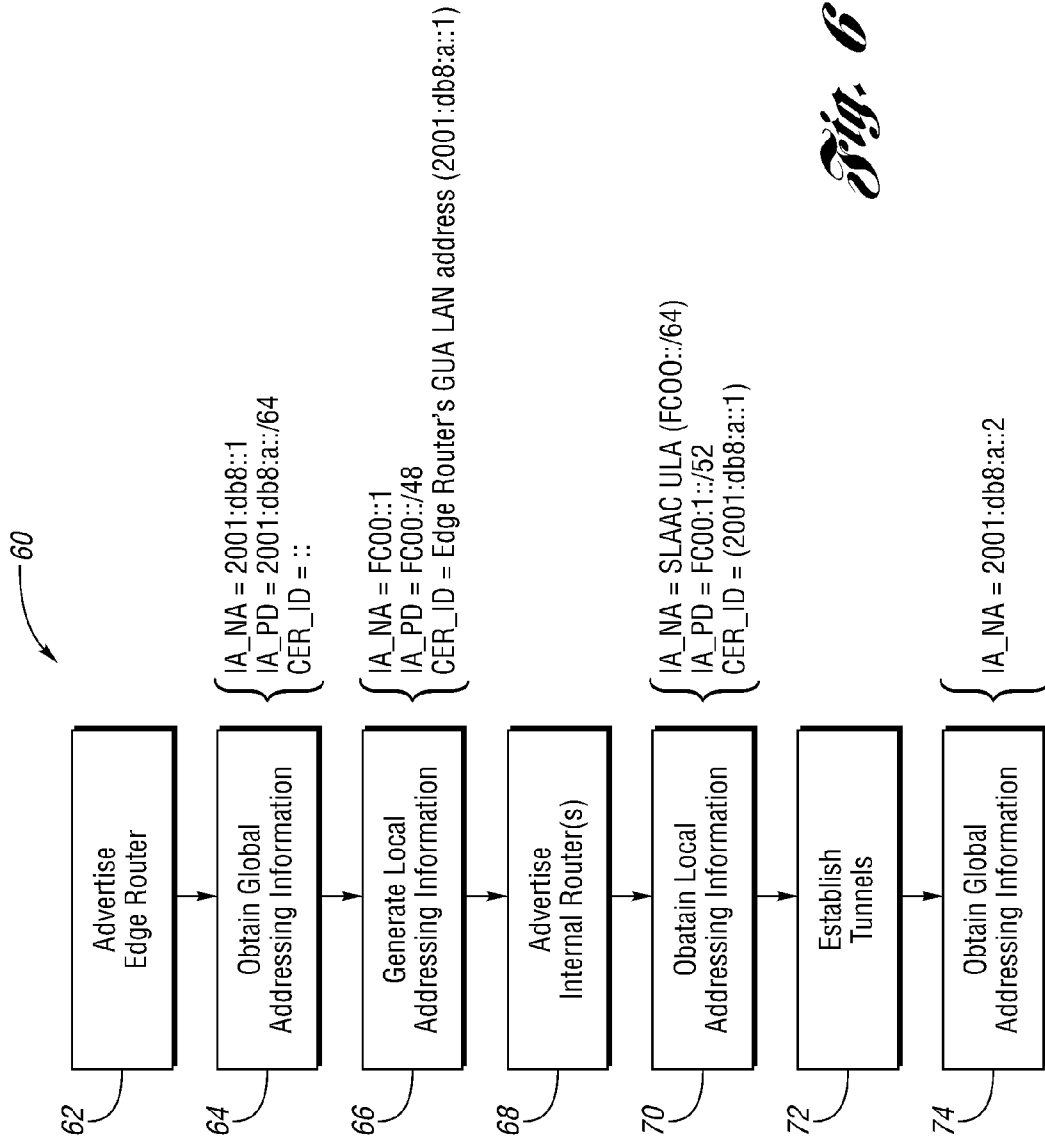 60
62
Advertise
Edge Router
64
Obtain Global
Addressing Information
IA_NA = 2001:db8::1
IA_PD = 2001:db8:a::/64
CER_ID = ::
66
Generate Local
Addressing Information
IA_NA = FC00::1
IA_PD = FC00::/48
CER_ID = Edge Router's GUA LAN address (2001:db8:a::1)
68
Advertise
Internal Router(s)
70
Obatain Local
Addressing Information
IA_NA = SLAAC ULA (FC00::/64)
IA_PD = FC00:1::/52
CER_ID = (2001:db8:a::1)
72
Establish
Tunnels
74
Obtain Global
Addressing Information
IA_NA = 2001:db8:a::2
Fig. 6